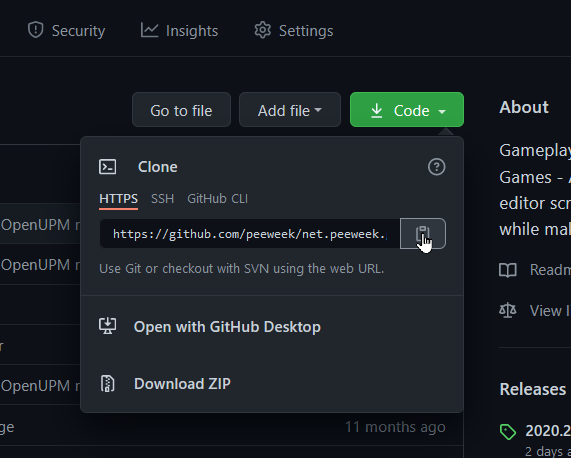 Security
Insights
Settings
Go to file
Add file
Code
About
Clone
HTTPS
SSH
GitHub CLI
https://github.com/peeweek/net.peeweek.
Use Git or checkout with SVN using the web URL.
Open with GitHub Desktop
Download ZIP
OpenUPM
OpenUPM
OpenUPM
11 months ago
Gameplay
Games -
editor scr
while mak
Readm
View
Releases
2020.2
2 days